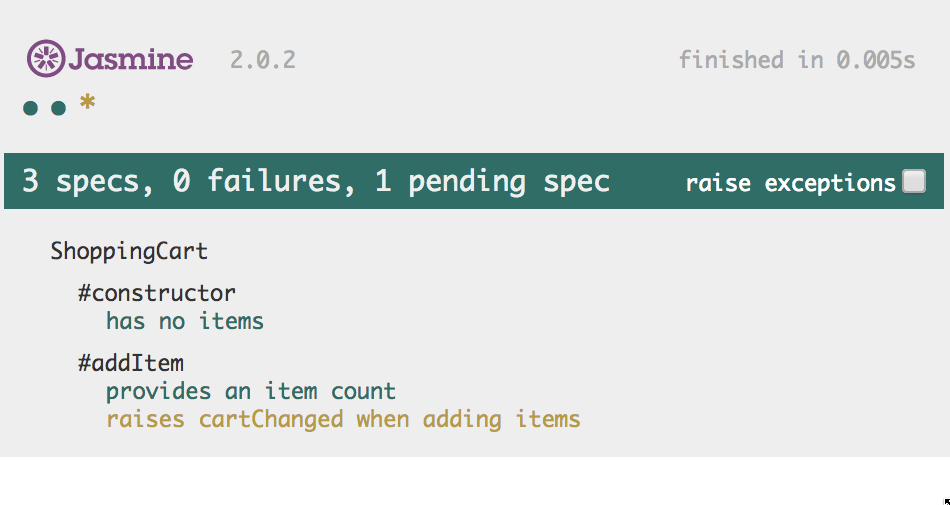 Jasmine 2.0.2 finished in 0.005s
• • *
3 specs, 0 failures, 1 pending spec raise exceptions
ShoppingCart
#constructor
has no items
#addItem
provides an item count
raises cartChanged when adding items